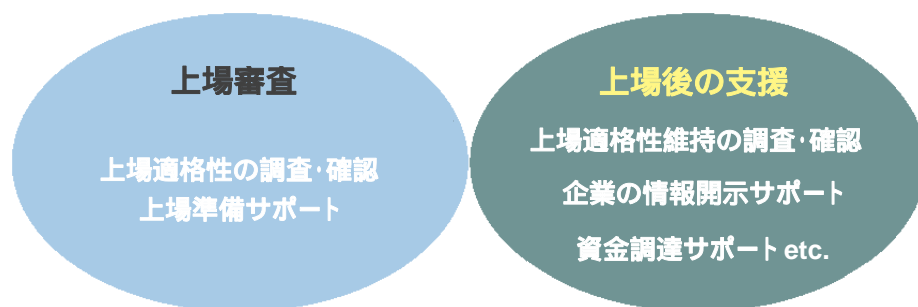 上場審査
上場適格性の調査・確認
上場準備サポート
上場後の支援
上場適格性維持の調査・確認
企業の情報開示サポート
資金調達サポート etc.